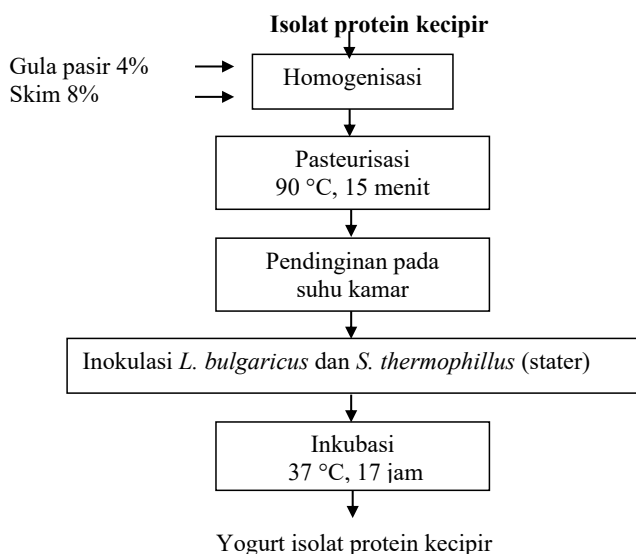 Isolat protein kecipir
Gula pasir 4%
Skim 8%
Homogenisasi
Pasteurisasi
90 °C, 15 menit
Pendinginan pada
suhu kamar
Inokulasi L. bulgaricus dan S. thermophillus (stater)
Inkubasi
37 °C, 17 jam
Yogurt isolat protein kecipir